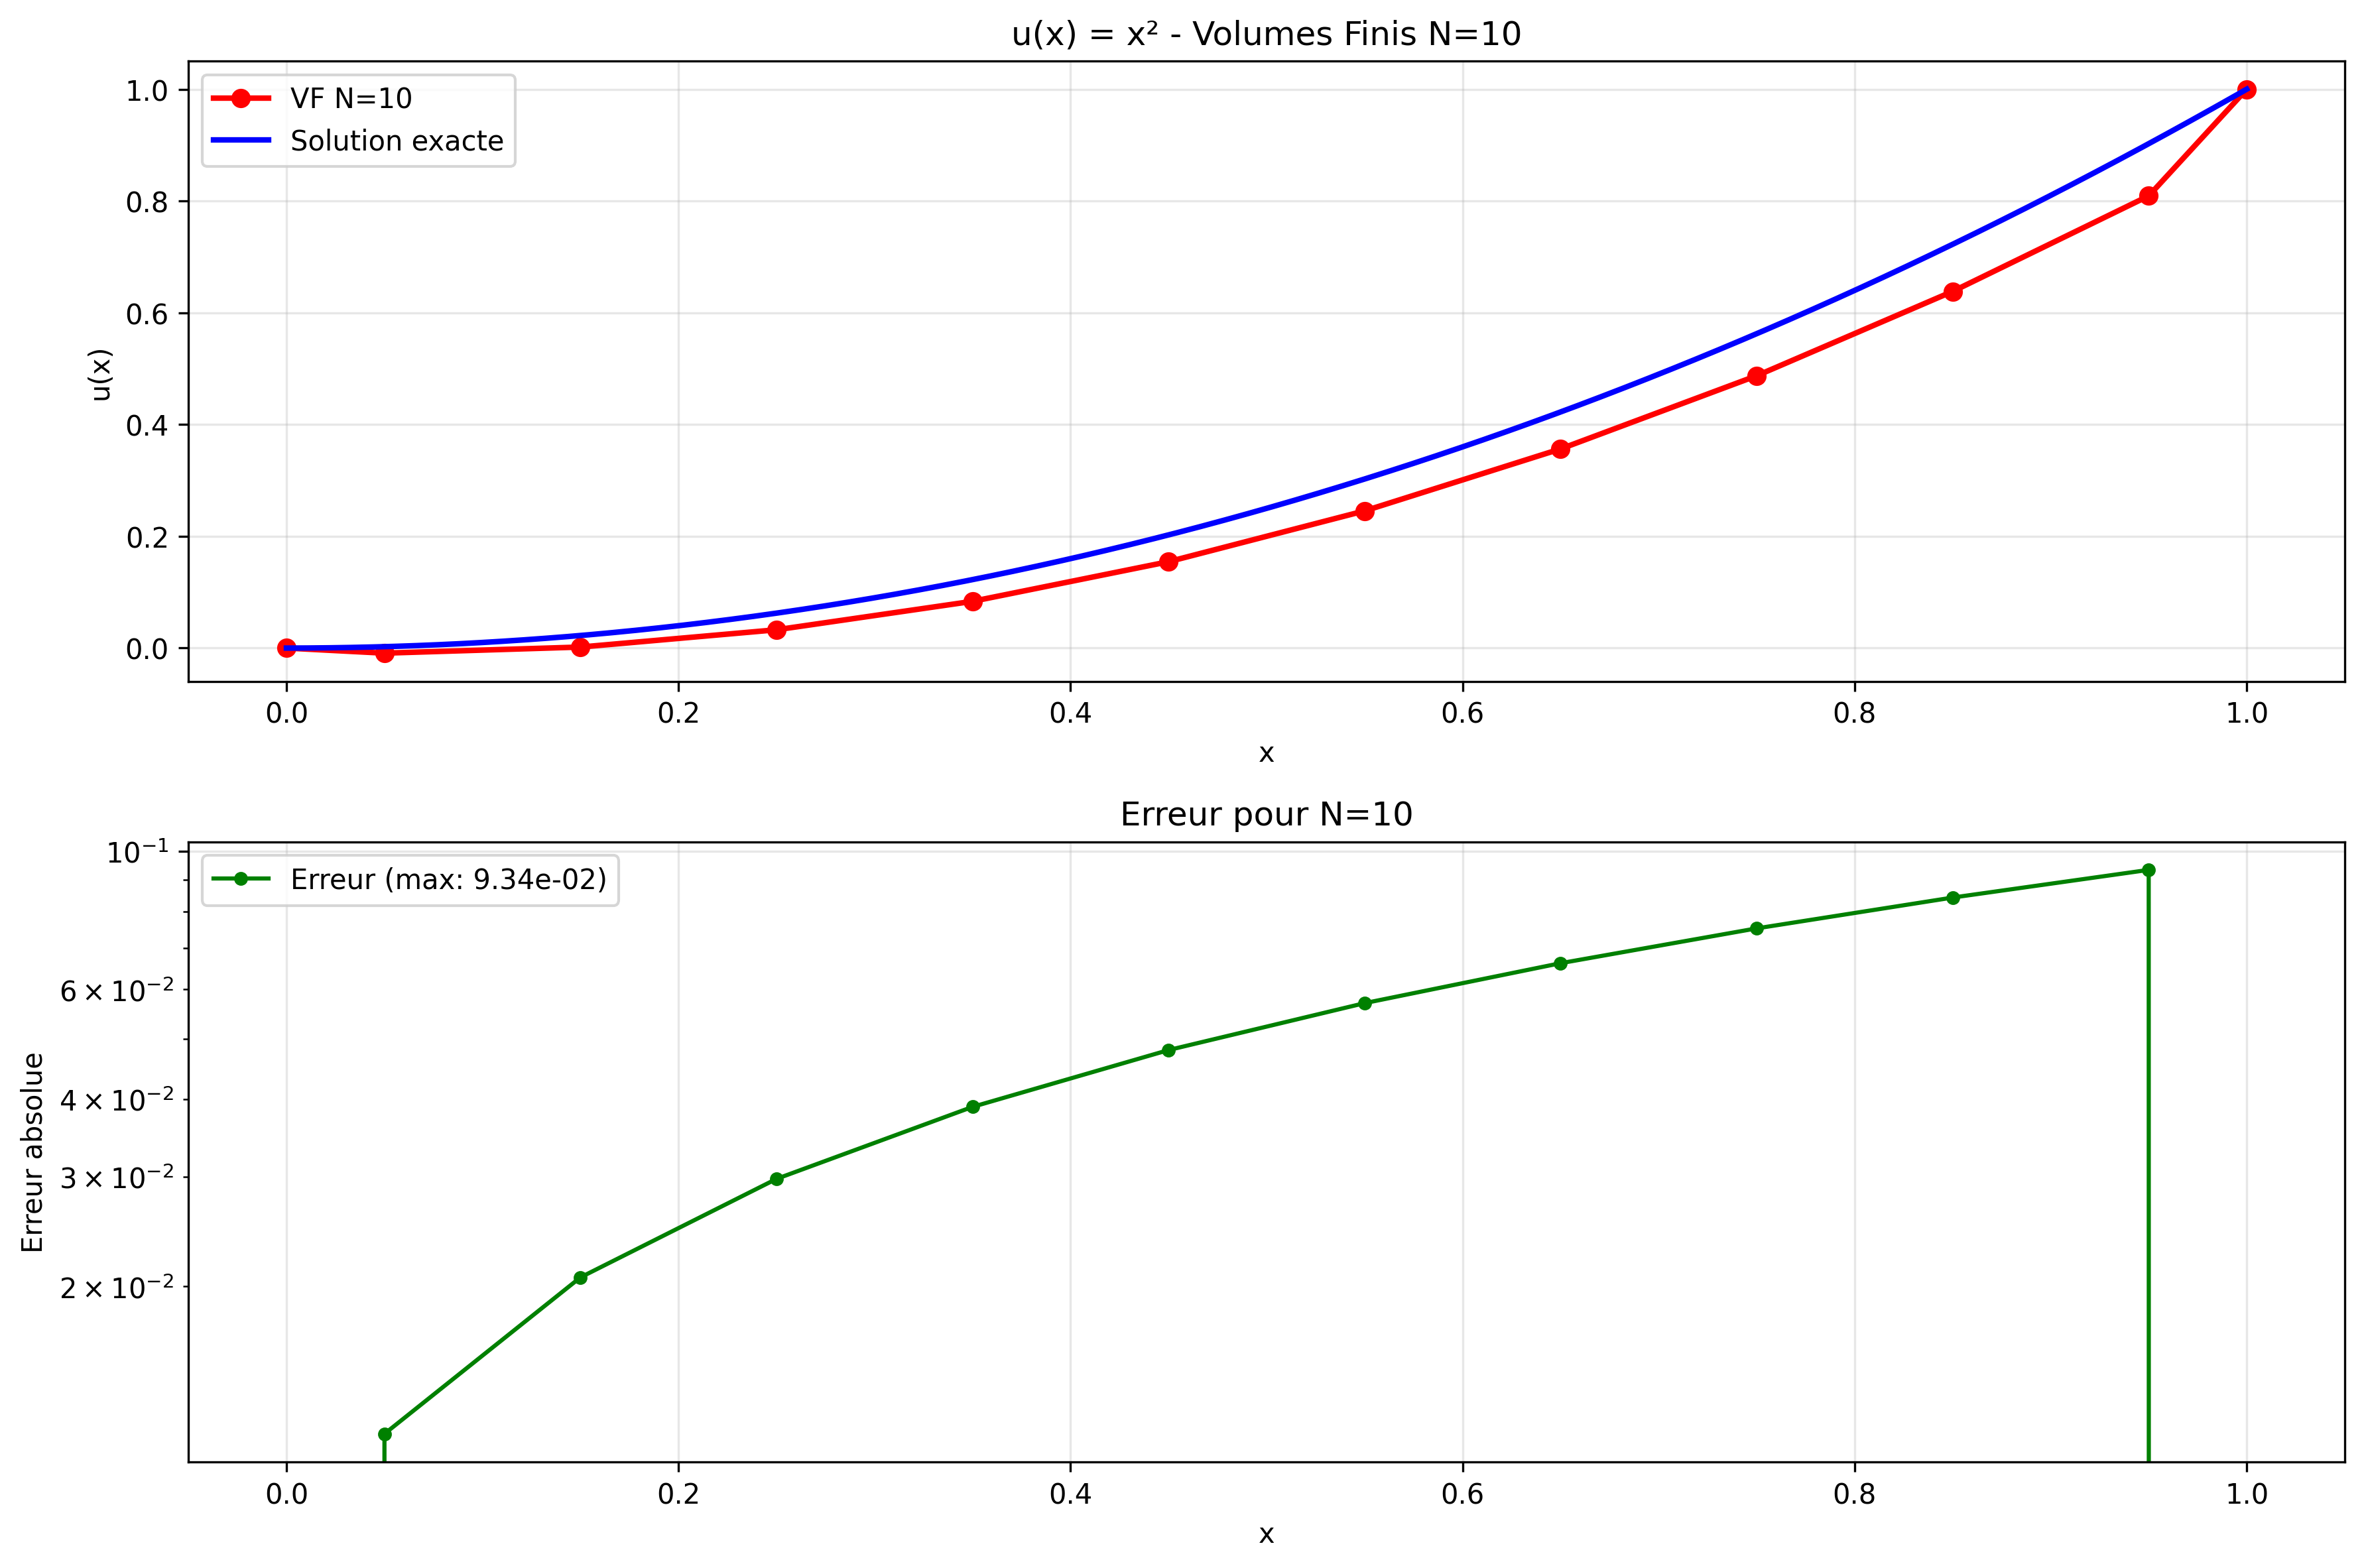 u(x) = x² - Volumes Finis N=10
VF N=10
Solution exacte
u(x)
1.0
0.8
0.6
0.4
0.2
0.0
0.0 0.2 0.4 0.6 0.8 1.0
x
Erreur pour N=10
Erreur (max: 9.34e-02)
Erreur absolue
10⁻¹
6 × 10⁻²
4 × 10⁻²
3 × 10⁻²
2 × 10⁻²
0.0 0.2 0.4 0.6 0.8 1.0
x